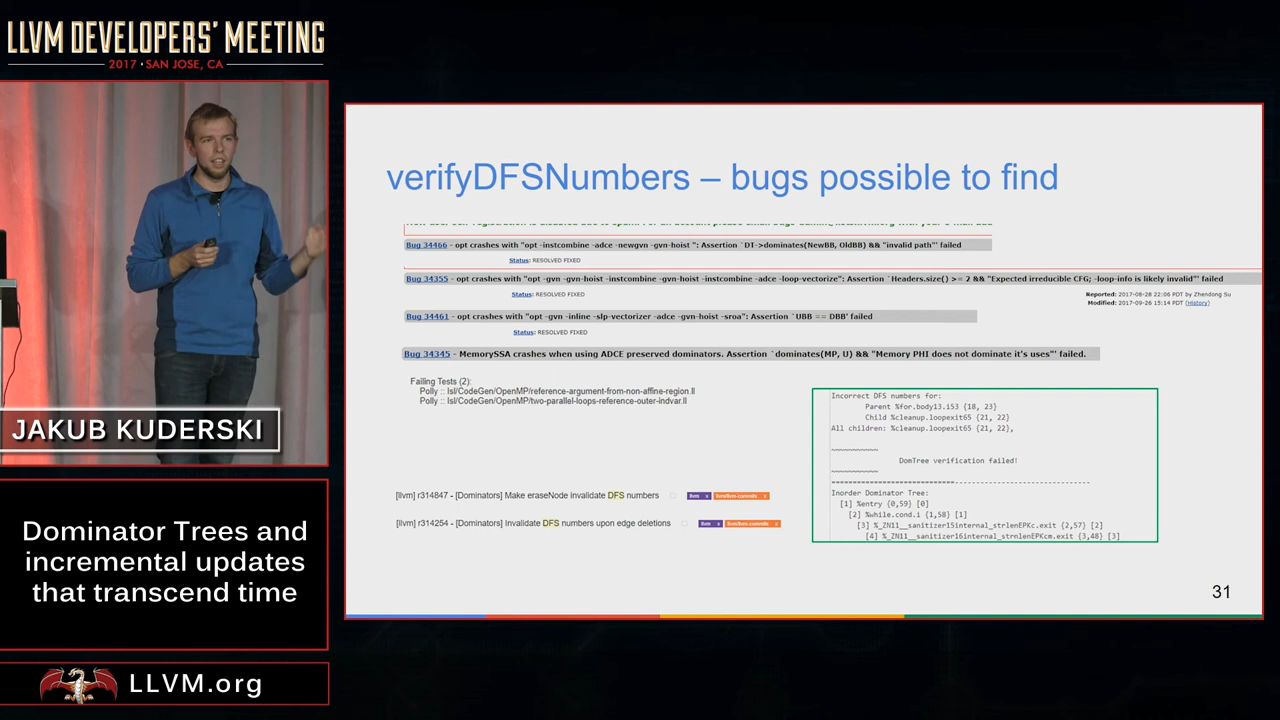 LLVM DEVELOPERS' MEETING
2017 • SAN JOSE, CA
JAKUB KUDERSKI
Dominator Trees and
incremental updates
that transcend time
LLVM.org
verifyDFSNumbers – bugs possible to find
Bug 34466 - opt crashes with "opt -instcombine -adce -newgvn -gvn-hoist ": Assertion `DT->dominates(NewBB, OldBB) && "invalid path"' failed
Status: RESOLVED FIXED
Bug 34355 - opt crashes with "opt -gvn -gvn-hoist -instcombine -gvn-hoist -instcombine -adce -loop-vectorize": Assertion `Headers.size() >= 2 && "Expected irreducible CFG; -loop-info is likely invalid"' failed
Status: RESOLVED FIXED
Reported: 2017-08-28 22:06 PDT by Zhendong Su
Modified: 2017-09-26 15:14 PDT (History)
Bug 34461 - opt crashes with "opt -gvn -inline -slp-vectorizer -adce -gvn-hoist -sroa": Assertion `UBB == DBB' failed
Status: RESOLVED FIXED
Bug 34345 - MemorySSA crashes when using ADCE preserved dominators. Assertion `dominates(MP, U) && "Memory PHI does not dominate it's uses"' failed.
Failing Tests (2):
Polly :: Isl/CodeGen/OpenMP/reference-argument-from-non-affine-region.ll
Polly :: Isl/CodeGen/OpenMP/two-parallel-loops-reference-outer-indvar.ll
[llvm] r314847 - [Dominators] Make eraseNode invalidate DFS numbers llvm x llvm/llvm-commits x
[llvm] r314254 - [Dominators] Invalidate DFS numbers upon edge deletions llvm x llvm/llvm-commits x
Incorrect DFS numbers for:
Parent %for.body13.i53 {18, 23}
Child %cleanup.loopexit65 {21, 22}
All children: %cleanup.loopexit65 {21, 22},
~~~~~~~~~~~
DomTree verification failed!
~~~~~~~~~~~
=============================--------------------------------
Inorder Dominator Tree:
[1] %entry {0,59} [0]
[2] %while.cond.i {1,58} [1]
[3] %_ZN11__sanitizer15internal_strlenEPKc.exit {2,57} [2]
[4] %_ZN11__sanitizer16internal_strnlenEPKcm.exit {3,48} [3]
31